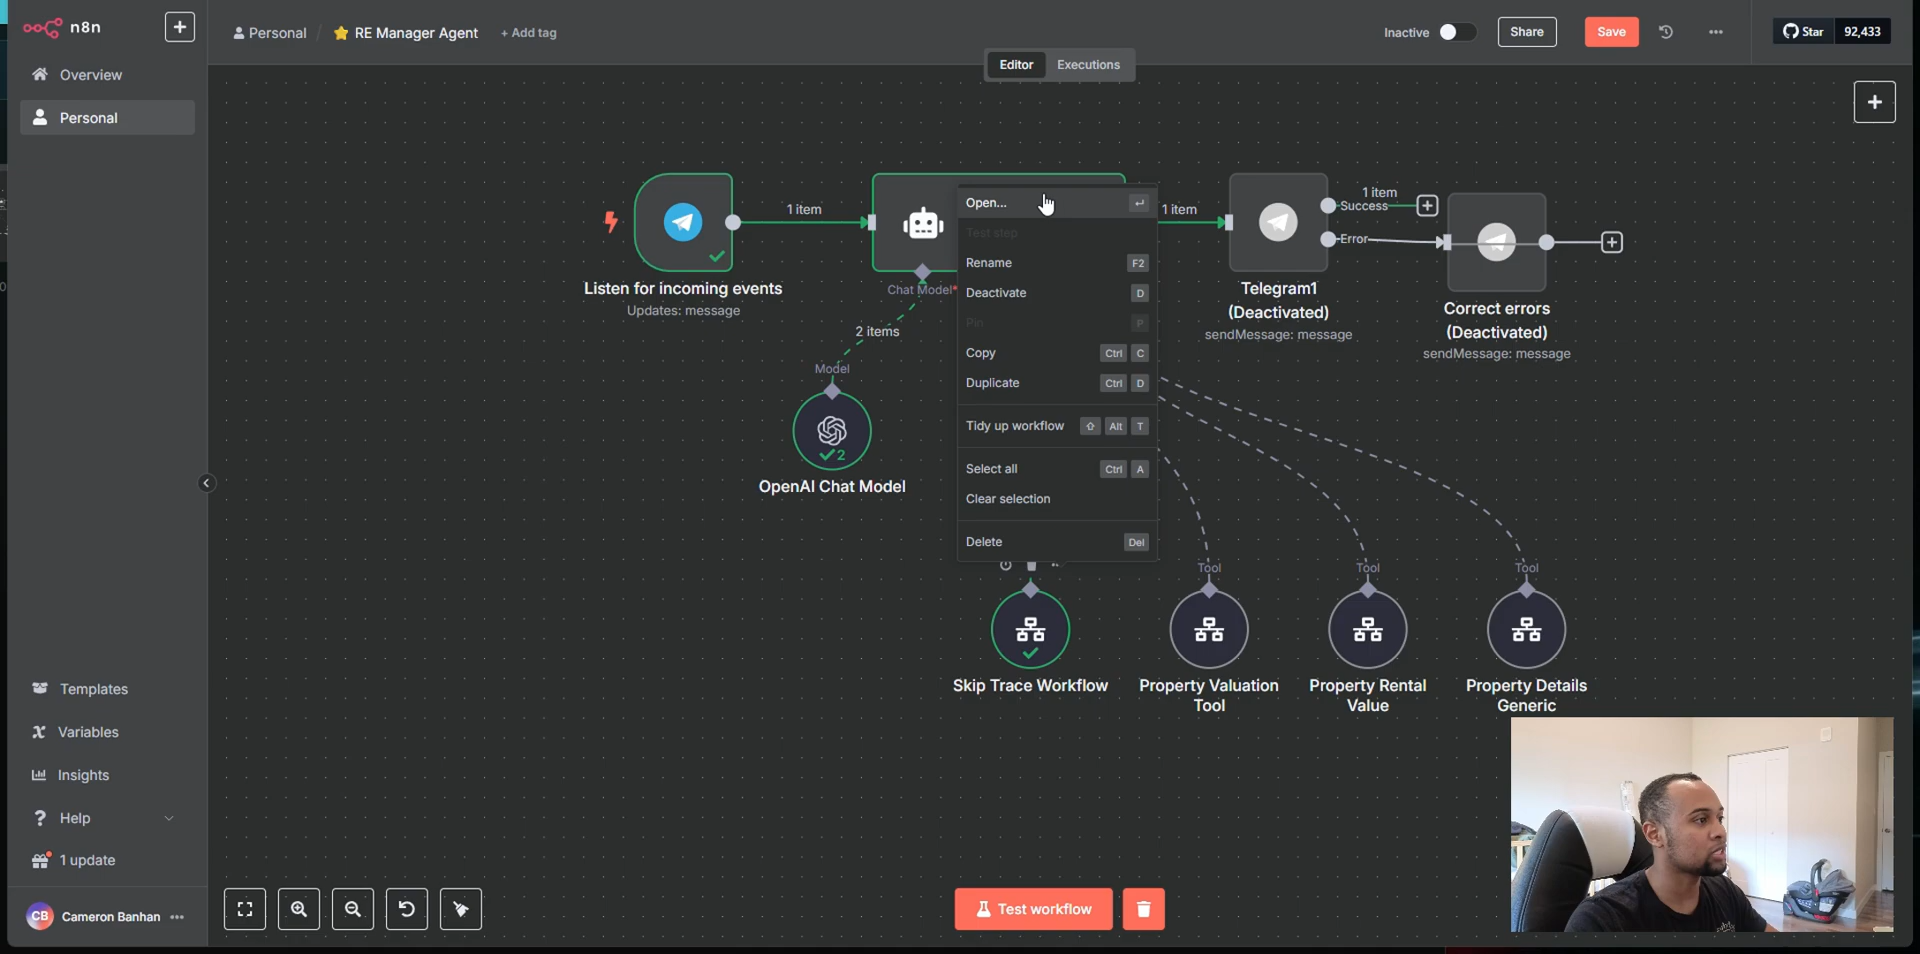 n8n
Personal
RE Manager Agent
+ Add tag
Inactive
Share
Save
Star
92,433
Editor
Executions
Overview
Personal
1 item
1 item
1 item
Success
Error
Listen for incoming events
Updates: message
Chat Model*
2 items
Model
OpenAI Chat Model
2
Open...
Test step
Rename F2
Deactivate D
Pin P
Copy Ctrl C
Duplicate Ctrl D
Tidy up workflow Alt T
Select all Ctrl A
Clear selection
Delete Del
Telegram1
(Deactivated)
sendMessage: message
Correct errors
(Deactivated)
sendMessage: message
Tool
Tool
Tool
Skip Trace Workflow
Property Valuation
Tool
Property Rental
Value
Property Details
Generic
Templates
Variables
Insights
Help
1 update
CB
Cameron Banhan
Test workflow